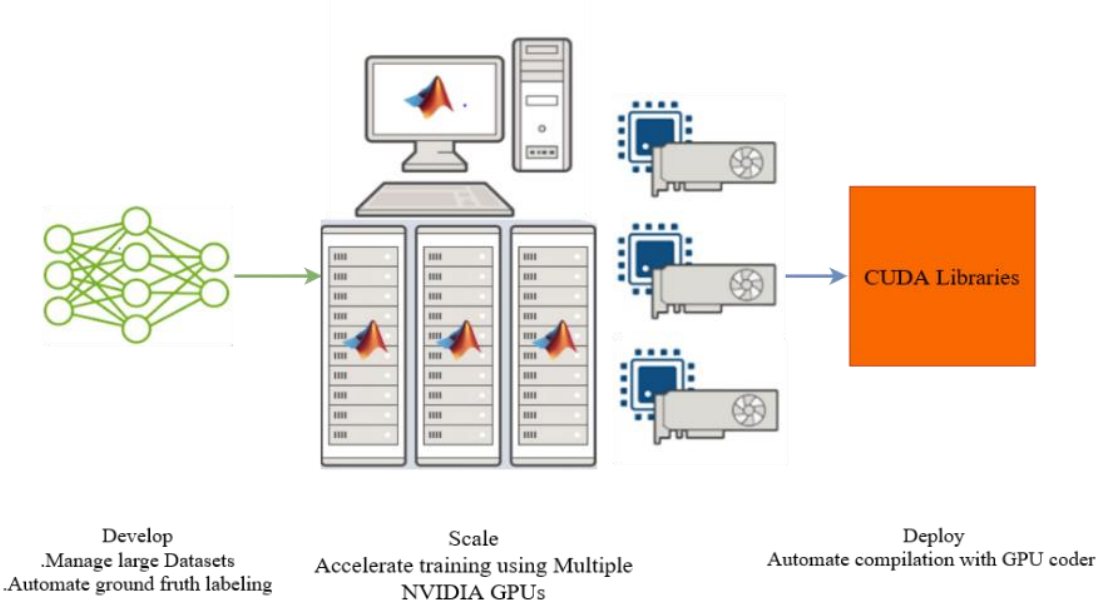 CUDA Libraries
Develop
.Manage large Datasets
.Automate ground fruth labeling
Scale
Accelerate training using Multiple
NVIDIA GPUs
Deploy
Automate compilation with GPU coder